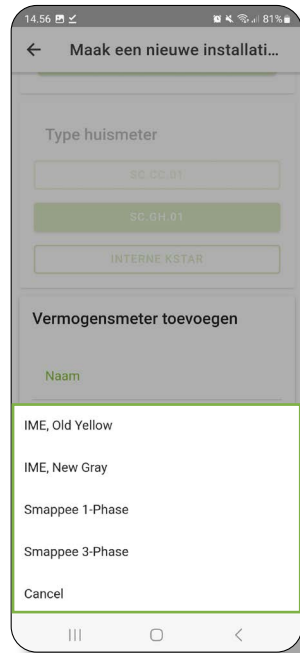 14.56 81%
Maak een nieuwe installati...
Type huismeter
SC.CC.01
SC.GH.01
INTERNE KSTAR
Vermogensmeter toevoegen
Naam
IME, Old Yellow
IME, New Gray
Smappee 1-Phase
Smappee 3-Phase
Cancel